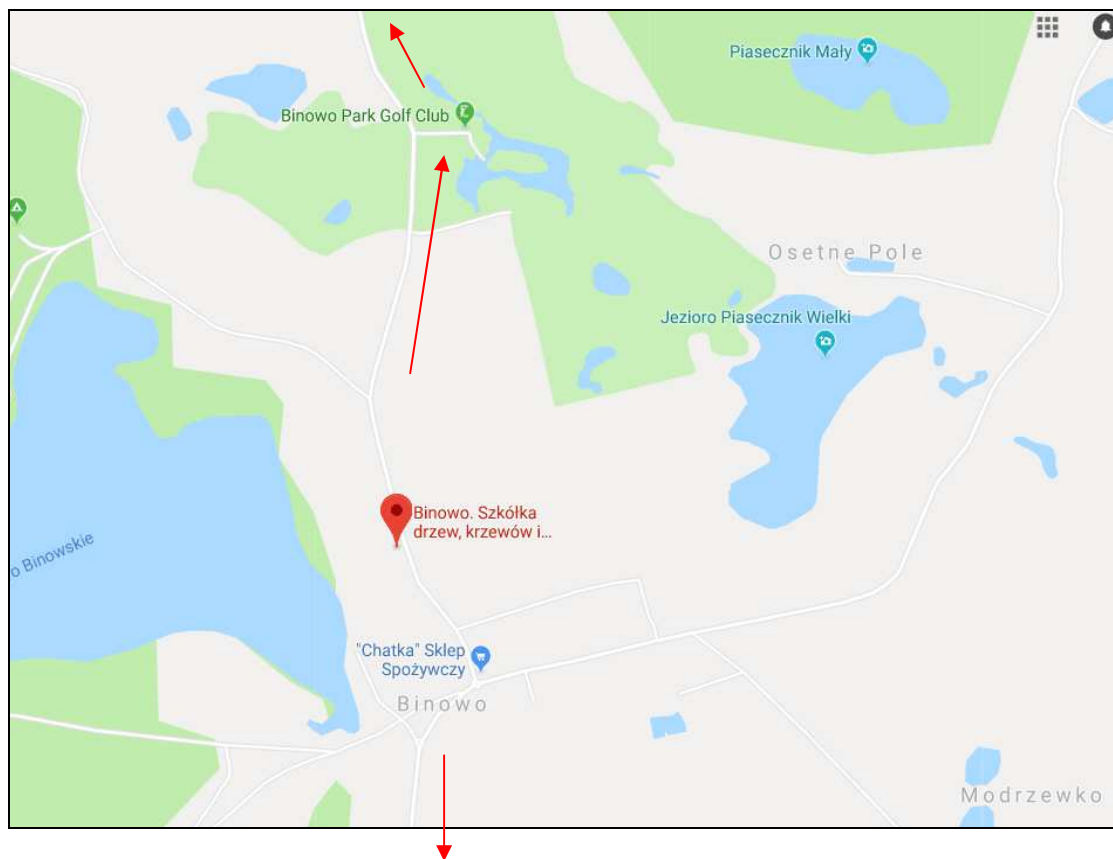 Piasecznik Mały
Binowo Park Golf Club
Osetne Pole
Jezioro Piasecznik Wielki
Binowo. Szkółka
drzew, krzewów i...
o Binowskie
"Chatka" Sklep
Spożywczy
Binowo
Modrzewko